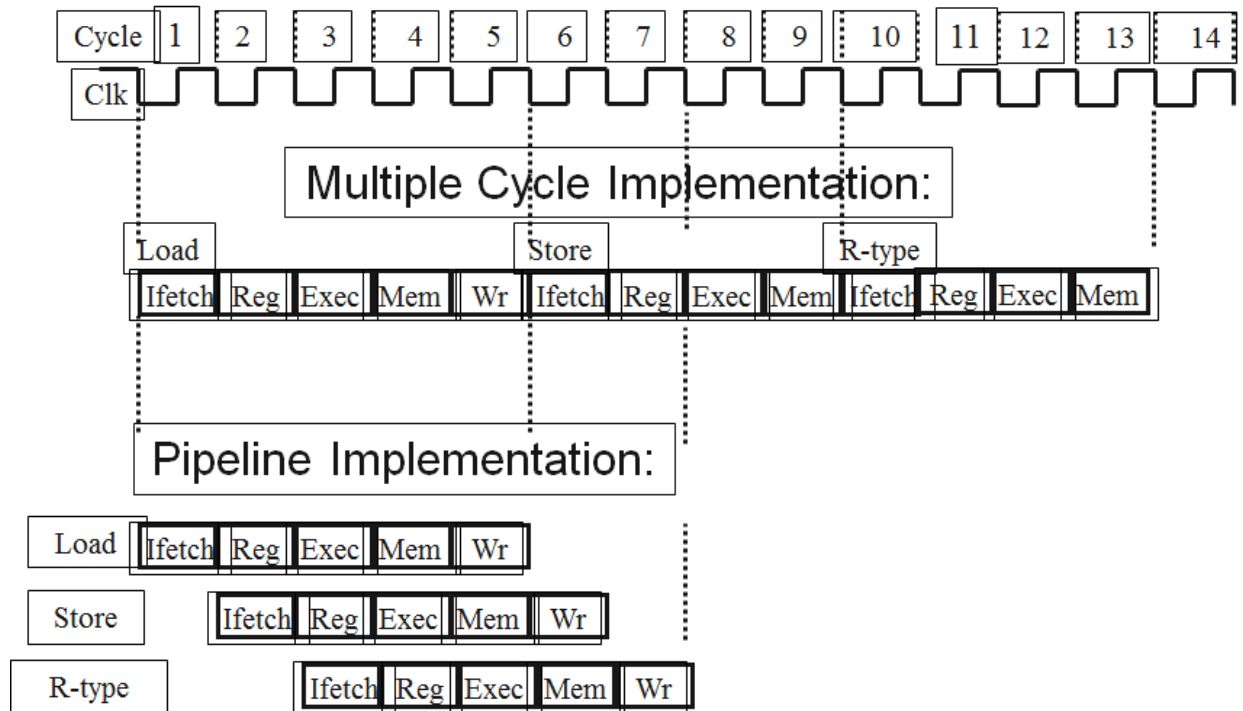 Cycle 1 2 3 4 5 6 7 8 9 10 11 12 13 14
Clk
Multiple Cycle Implementation:
Load Store R-type
Ifetch Reg Exec Mem Wr Ifetch Reg Exec Mem Ifetch Reg Exec Mem
Pipeline Implementation:
Load Ifetch Reg Exec Mem Wr
Store Ifetch Reg Exec Mem Wr
R-type Ifetch Reg Exec Mem Wr